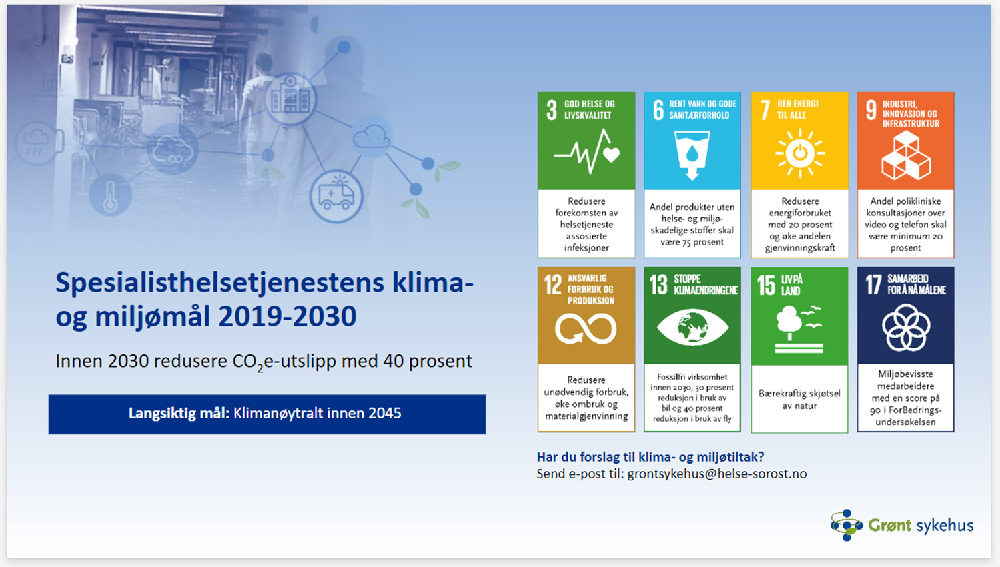 Spesialisthelsetjenestens klima-
og miljømål 2019-2030
Innen 2030 redusere CO2e-utslipp med 40 prosent
Langsiktig mål: Klimanøytralt innen 2045
CO2
3 GOD HELSE OG
LIVSKVALITET
Redusere
forekomsten av
helsetjeneste
assosierte
infeksjoner
6 RENT VANN OG GODE
SANITÆRFORHOLD
Andel produkter uten
helse- og miljø-
skadelige stoffer skal
være 75 prosent
7 REN ENERGI
TIL ALLE
Redusere
energiforbruket
med 20 prosent
og øke andelen
gjenvinningskraft
9 INDUSTRI,
INNOVASJON OG
INFRASTRUKTUR
Andel polikliniske
konsultasjoner over
video og telefon skal
være minimum 20
prosent
12 ANSVARLIG
FORBRUK OG
PRODUKSJON
Redusere
unødvendig forbruk,
øke ombruk og
materialgjenvinning
13 STOPPE
KLIMAENDRINGENE
Fossilfri virksomhet
innen 2030, 30 prosent
reduksjon i bruk av
bil og 40 prosent
reduksjon i bruk av fly
15 LIV PÅ
LAND
Bærekraftig skjøtsel
av natur
17 SAMARBEID
FOR Å NÅ MÅLENE
Miljøbevisste
medarbeidere
med en score på
90 i ForBedrings-
undersøkelsen
Har du forslag til klima- og miljøtiltak?
Send e-post til: grontsykehus@helse-sorost.no
Grønt sykehus